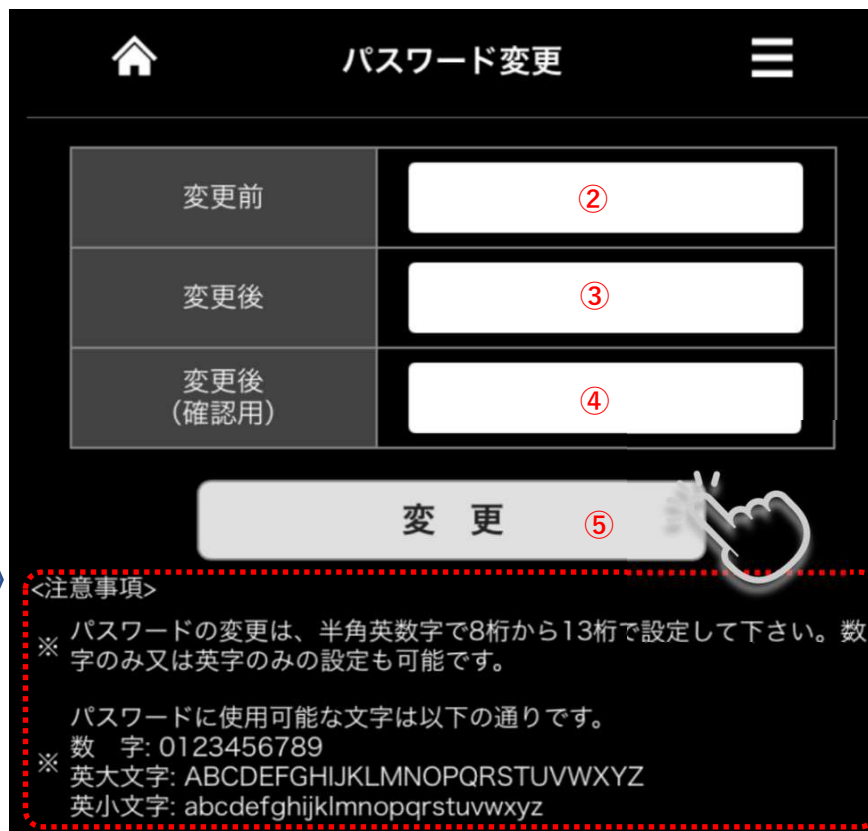 パスワード変更
変更前 ②
変更後 ③
変更後
（確認用） ④
変 更 ⑤
<注意事項>
※ パスワードの変更は、半角英数字で8桁から13桁で設定して下さい。数
字のみ又は英字のみの設定も可能です。
パスワードに使用可能な文字は以下の通りです。
※ 数　字: 0123456789
英大文字: ABCDEFGHIJKLMNOPQRSTUVWXYZ
英小文字: abcdefghijklmnopqrstuvwxyz